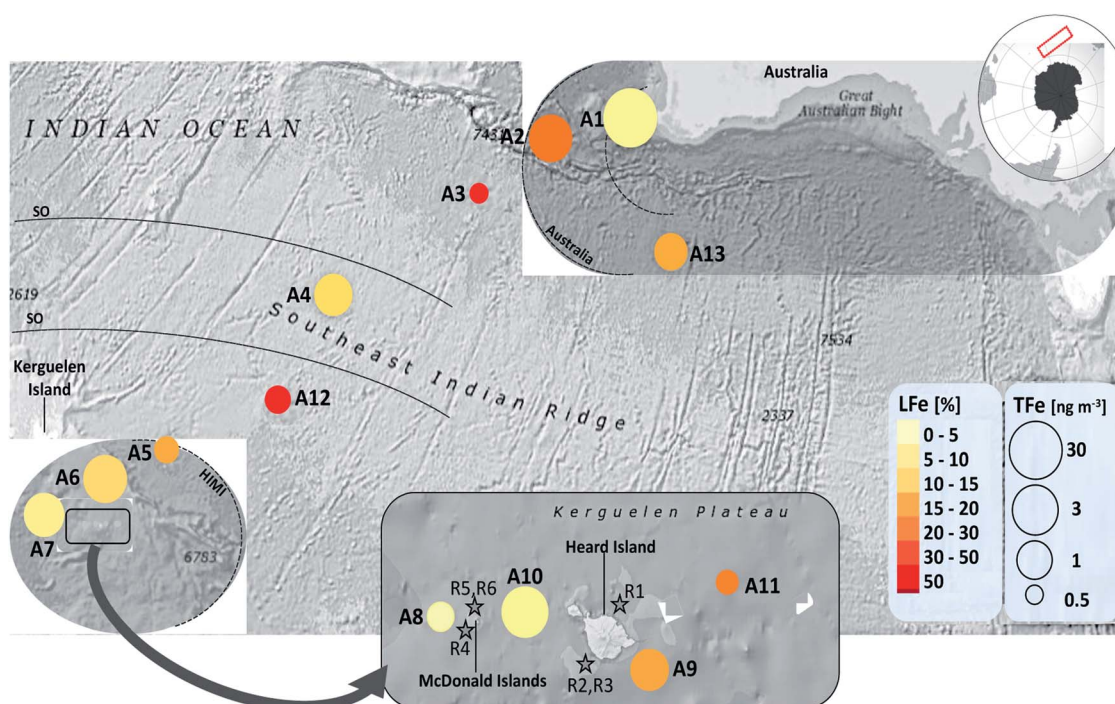 INDIAN OCEAN
Australia
Great
Australian Bight
A1
A2
A3
SO
Australia
A13
2619
A4
SO
Southeast Indian Ridge
7534
Kerguelen
Island
A12
2337
A5
A6
HIMI
A7
6783
LFe [%]
0 - 5
5 - 10
10 - 15
15 - 20
20 - 30
30 - 50
50
TFe [ng m⁻³]
30
3
1
0.5
Kerguelen Plateau
Heard Island
R5,R6
A10
R1
A11
A8
R4
A9
McDonald Islands
R2,R3